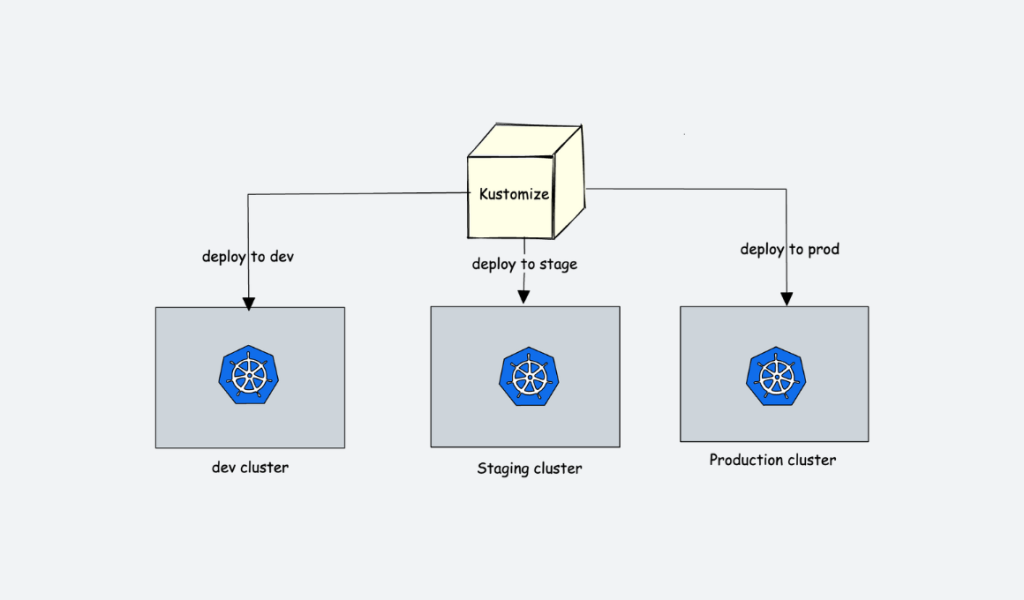 Kustomize
deploy to dev
deploy to stage
deploy to prod
dev cluster
Staging cluster
Production cluster